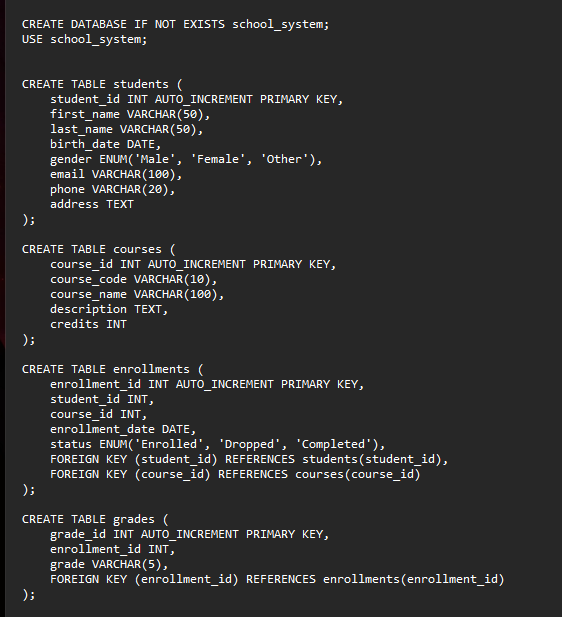 CREATE DATABASE IF NOT EXISTS school_system;
USE school_system;
CREATE TABLE students (
student_id INT AUTO_INCREMENT PRIMARY KEY,
first_name VARCHAR(50),
last_name VARCHAR(50),
birth_date DATE,
gender ENUM('Male', 'Female', 'Other'),
email VARCHAR(100),
phone VARCHAR(20),
address TEXT
);
CREATE TABLE courses (
course_id INT AUTO_INCREMENT PRIMARY KEY,
course_code VARCHAR(10),
course_name VARCHAR(100),
description TEXT,
credits INT
);
CREATE TABLE enrollments (
enrollment_id INT AUTO_INCREMENT PRIMARY KEY,
student_id INT,
course_id INT,
enrollment_date DATE,
status ENUM('Enrolled', 'Dropped', 'Completed'),
FOREIGN KEY (student_id) REFERENCES students(student_id),
FOREIGN KEY (course_id) REFERENCES courses(course_id)
);
CREATE TABLE grades (
grade_id INT AUTO_INCREMENT PRIMARY KEY,
enrollment_id INT,
grade VARCHAR(5),
FOREIGN KEY (enrollment_id) REFERENCES enrollments(enrollment_id)
);